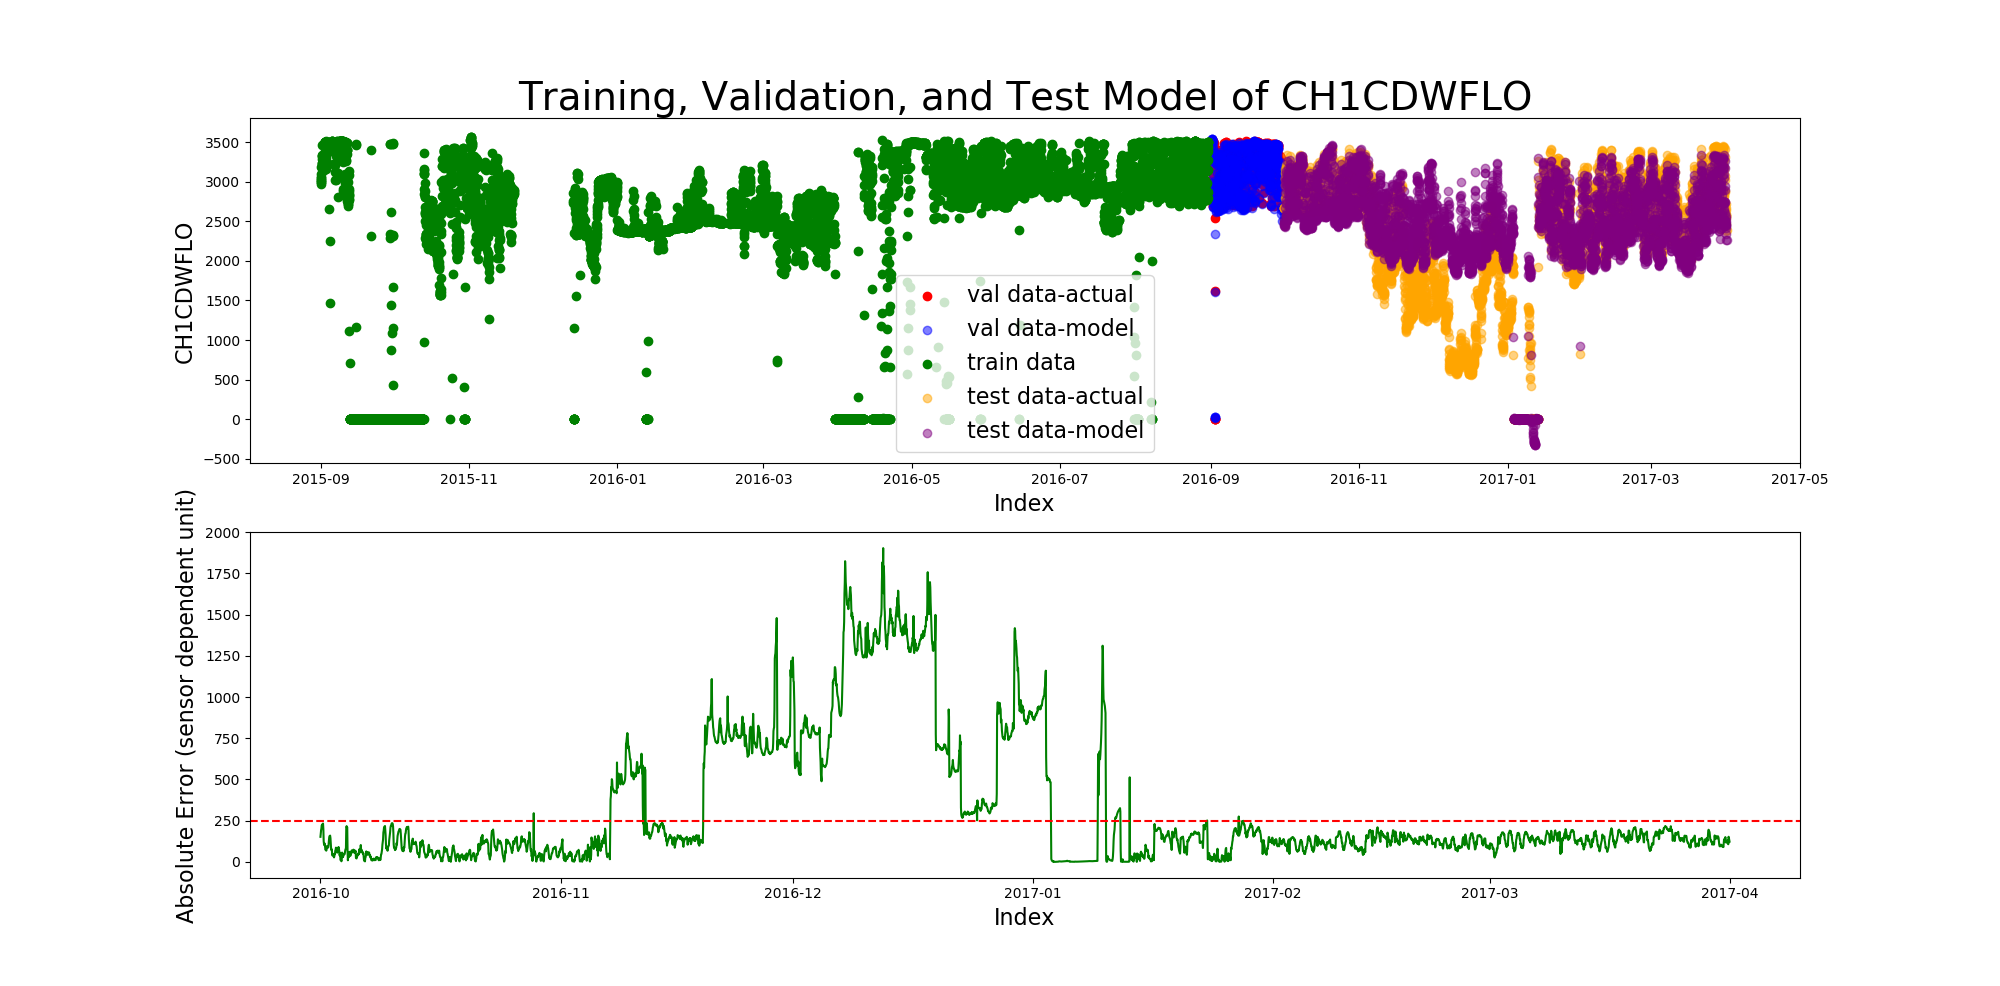 Training, Validation, and Test Model of CH1CDWFLO
CH1CDWFLO
3500
3000
2500
2000
1500
1000
500
0
−500
val data-actual
val data-model
train data
test data-actual
test data-model
2015-09 2015-11 2016-01 2016-03 2016-05 2016-07 2016-09 2016-11 2017-01 2017-03 2017-05
Index
Absolute Error (sensor dependent unit)
2000
1750
1500
1250
1000
750
500
250
0
2016-10 2016-11 2016-12 2017-01 2017-02 2017-03 2017-04
Index